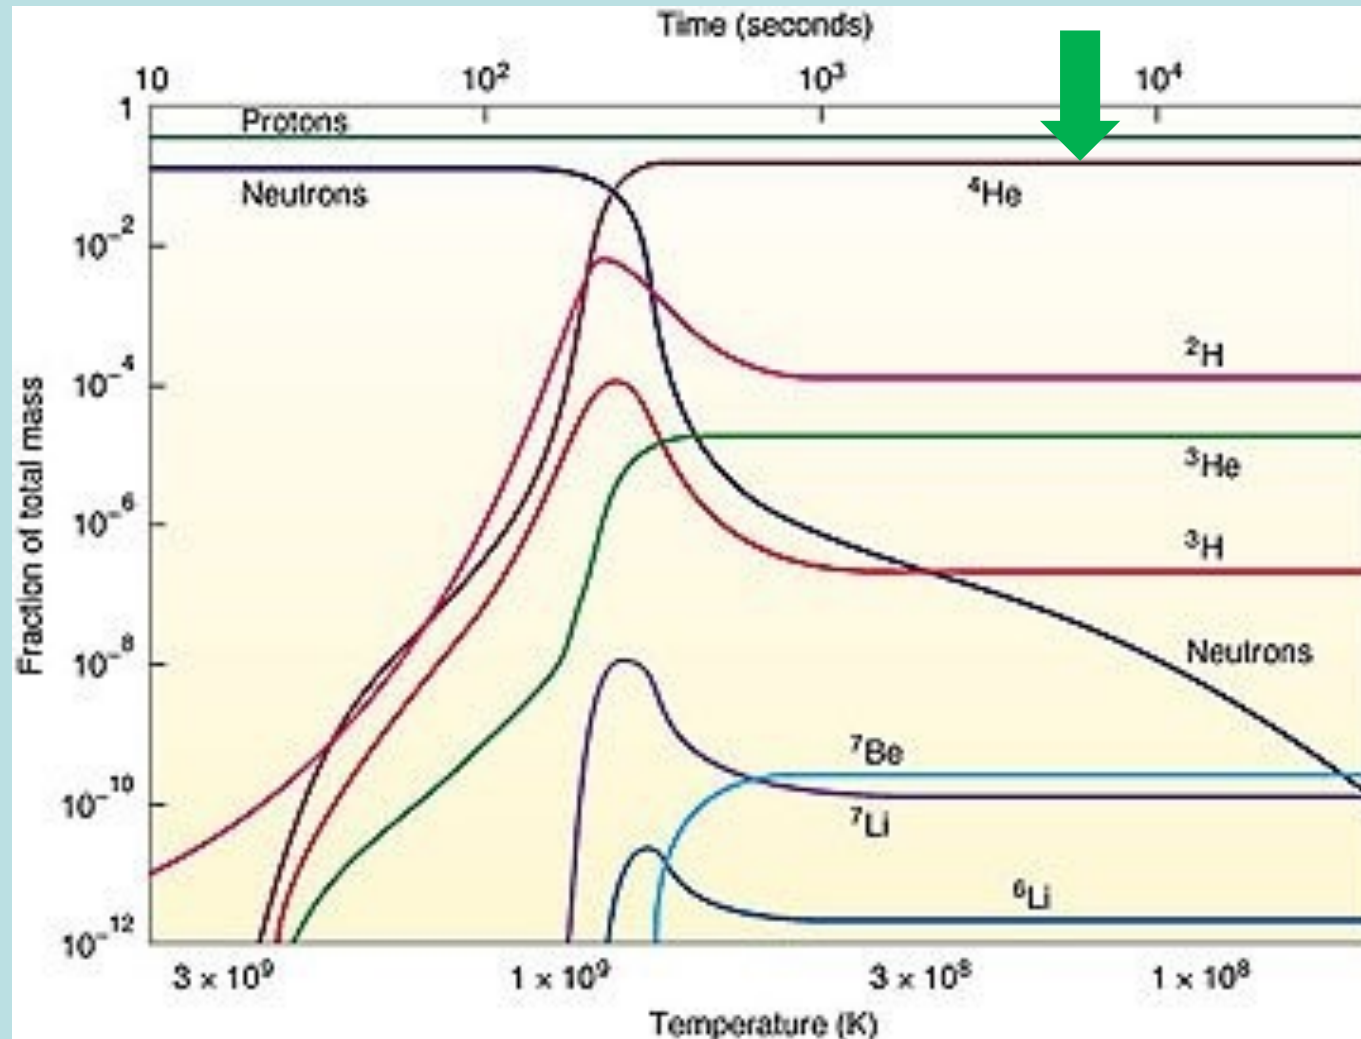 Time (seconds)
10 10² 10³ 10⁴
1
Protons
Neutrons
⁴He
10⁻²
²H
10⁻⁴
³He
10⁻⁶
³H
10⁻⁸
Neutrons
⁷Be
10⁻¹⁰
⁷Li
⁶Li
10⁻¹²
Fraction of total mass
3 x 10⁹ 1 x 10⁹ 3 x 10⁸ 1 x 10⁸
Temperature (K)